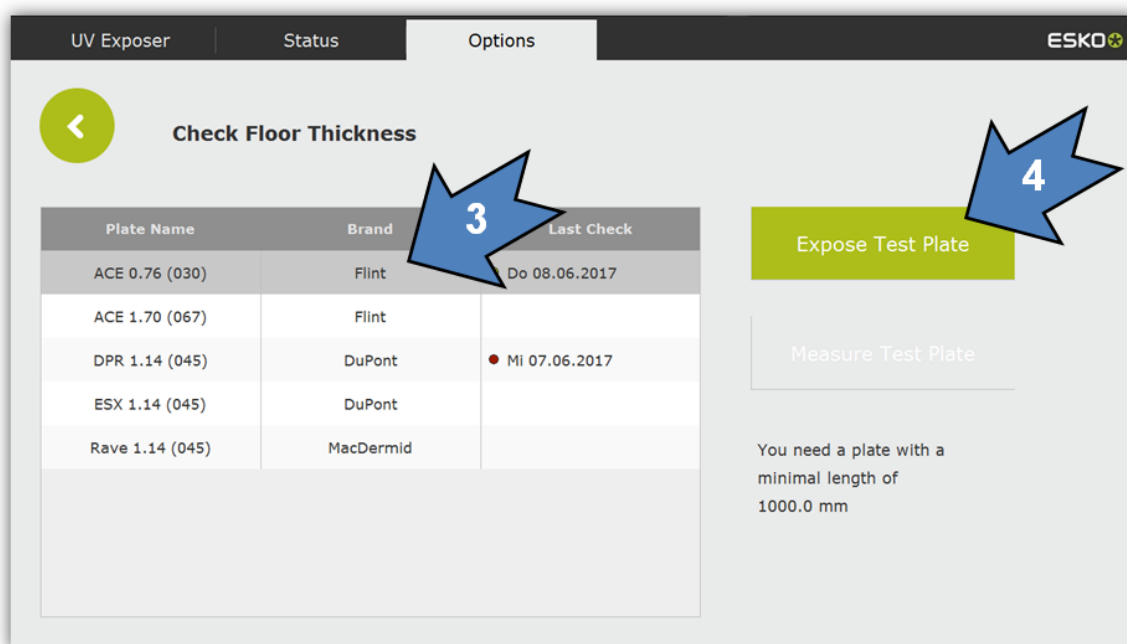 UV Exposer Status Options ESKO
Check Floor Thickness
Plate Name Brand Last Check
ACE 0.76 (030) Flint Do 08.06.2017
ACE 1.70 (067) Flint
DPR 1.14 (045) DuPont Mi 07.06.2017
ESX 1.14 (045) DuPont
Rave 1.14 (045) MacDermid
3
4
Expose Test Plate
Measure Test Plate
You need a plate with a
minimal length of
1000.0 mm